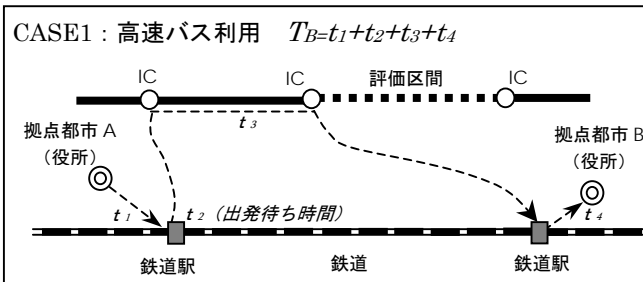 CASE1：高速バス利用 TB=t1+t2+t3+t4
IC
IC
評価区間
IC
t3
拠点都市A
（役所）
拠点都市B
（役所）
t1
t2（出発待ち時間）
t4
鉄道駅
鉄道
鉄道駅